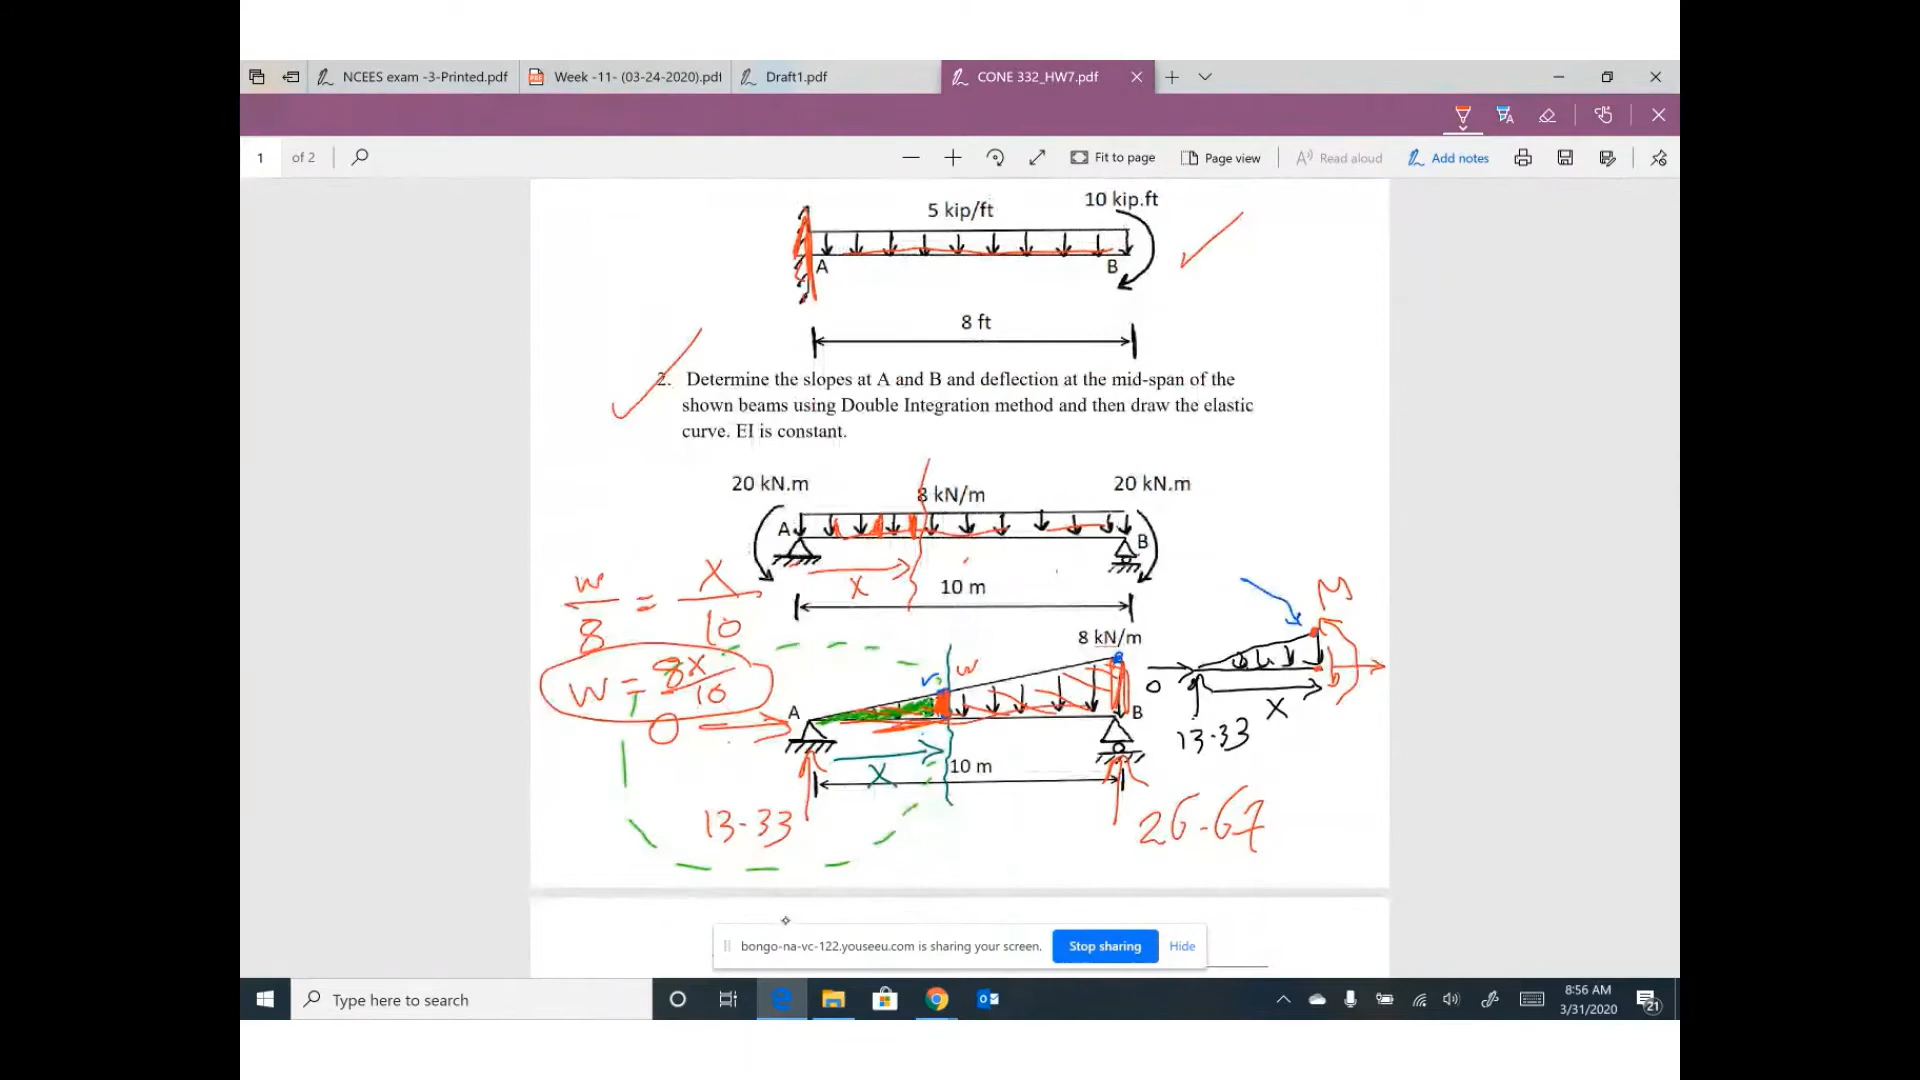 NCEES exam -3-Printed.pdf Week -11- (03-24-2020).pdf Draft1.pdf CONE 332_HW7.pdf
1 of 2 Fit to page Page view Read aloud Add notes
5 kip/ft 10 kip.ft
A B
8 ft
2. Determine the slopes at A and B and deflection at the mid-span of the
shown beams using Double Integration method and then draw the elastic
curve. EI is constant.
20 kN.m 8 kN/m 20 kN.m
A B
X 10 m
w/8 = X/10
w = 8X/10
8 kN/m
w
A B
0
X 10 m
13.33 26.67
M
0 X
13.33
bongo-na-vc-122.youseeu.com is sharing your screen. Stop sharing Hide
Type here to search
8:56 AM
3/31/2020
21